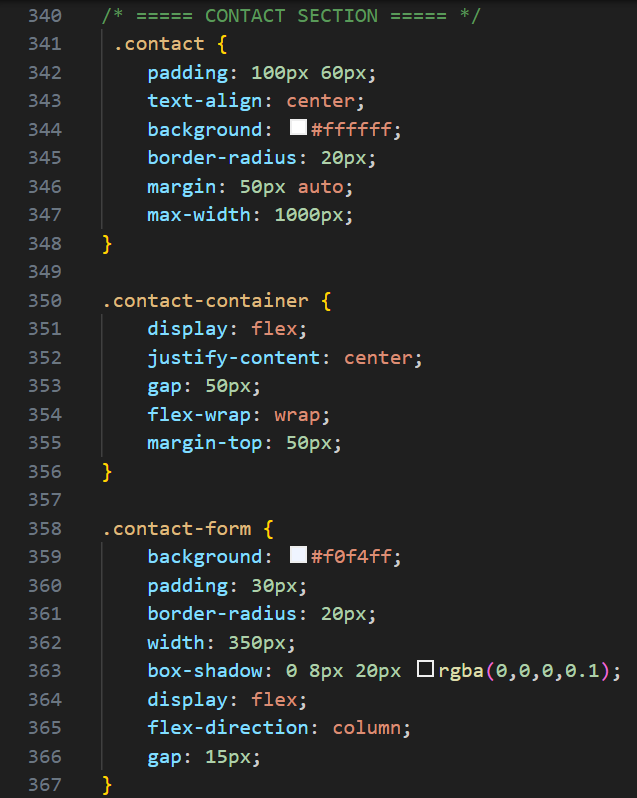 340 /* ===== CONTACT SECTION ===== */
341 .contact {
342 padding: 100px 60px;
343 text-align: center;
344 background: #ffffff;
345 border-radius: 20px;
346 margin: 50px auto;
347 max-width: 1000px;
348 }
349
350 .contact-container {
351 display: flex;
352 justify-content: center;
353 gap: 50px;
354 flex-wrap: wrap;
355 margin-top: 50px;
356 }
357
358 .contact-form {
359 background: #f0f4ff;
360 padding: 30px;
361 border-radius: 20px;
362 width: 350px;
363 box-shadow: 0 8px 20px rgba(0,0,0,0.1);
364 display: flex;
365 flex-direction: column;
366 gap: 15px;
367 }